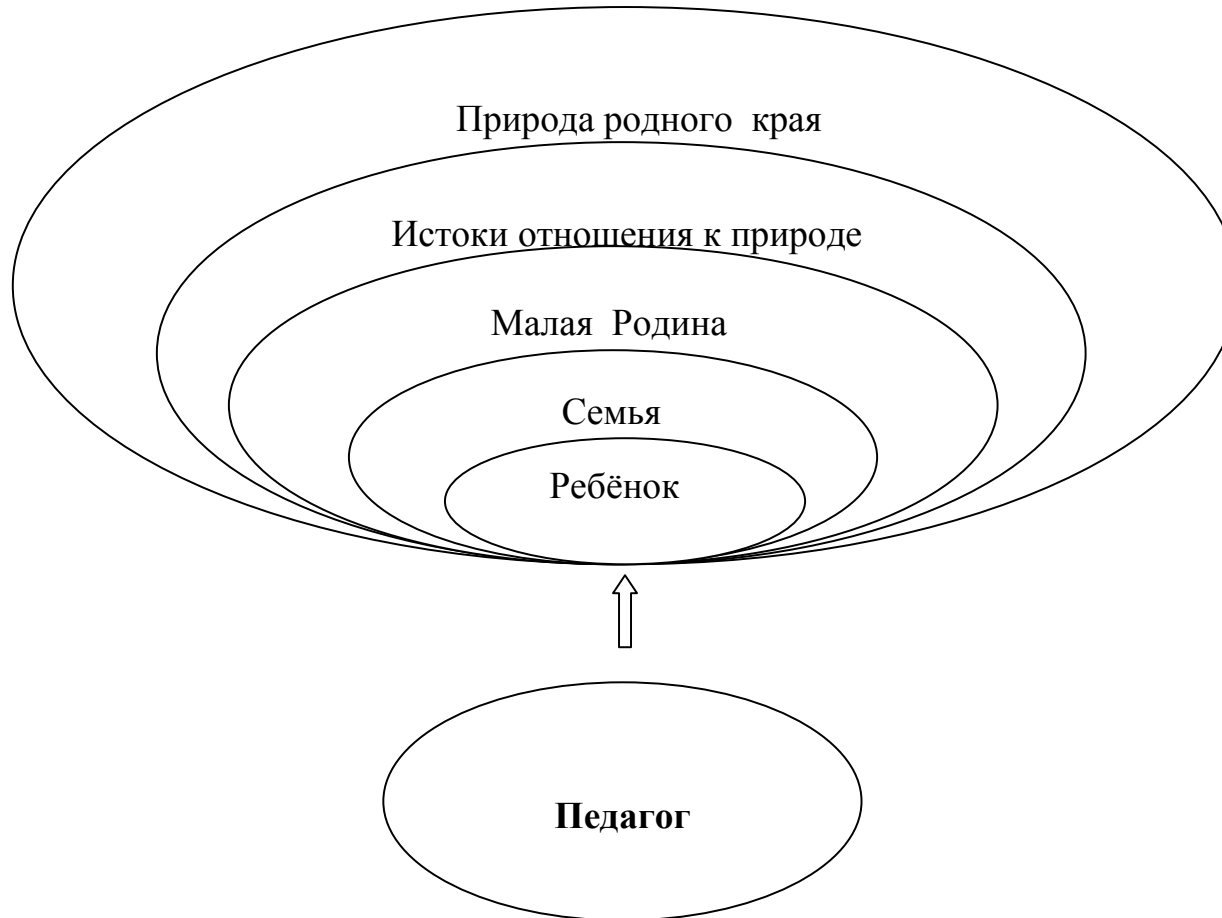 Природа родного  края
Истоки отношения к природе
Малая  Родина
Семья
Ребёнок
Педагог